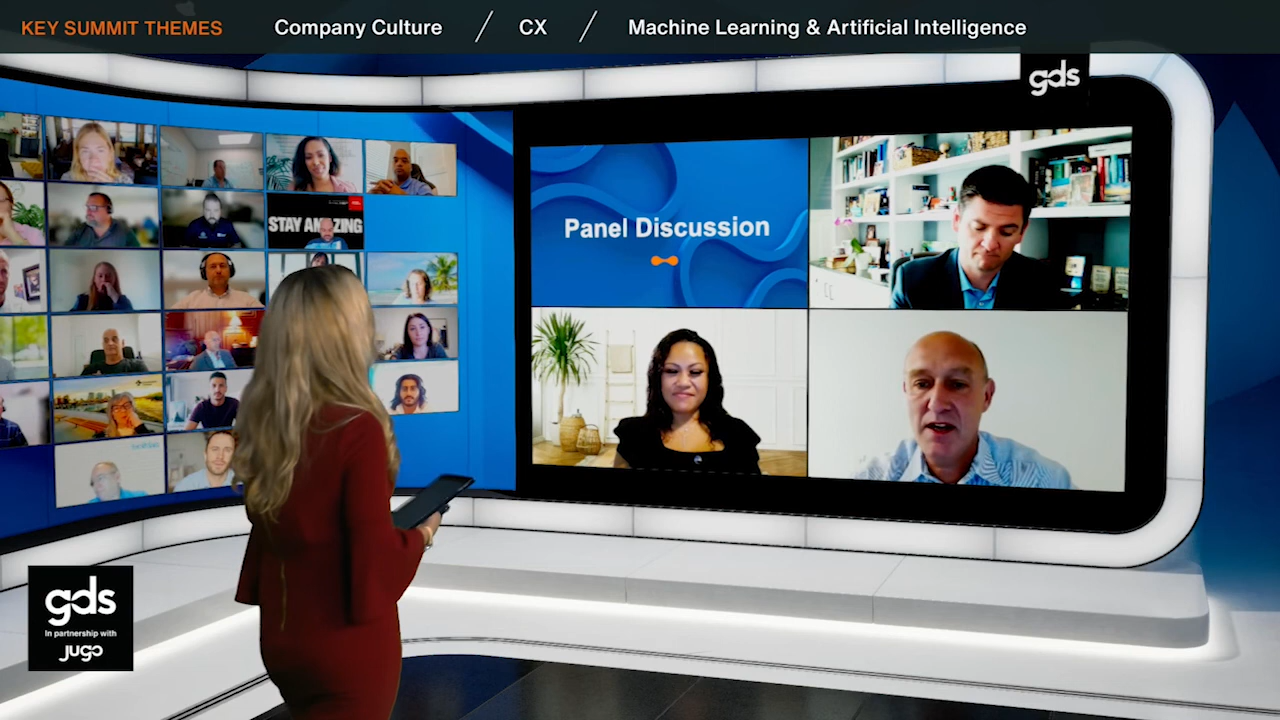 KEY SUMMIT THEMES Company Culture / CX / Machine Learning & Artificial Intelligence
gds
STAY AMAZING
Panel Discussion
gds
In partnership with
jugo